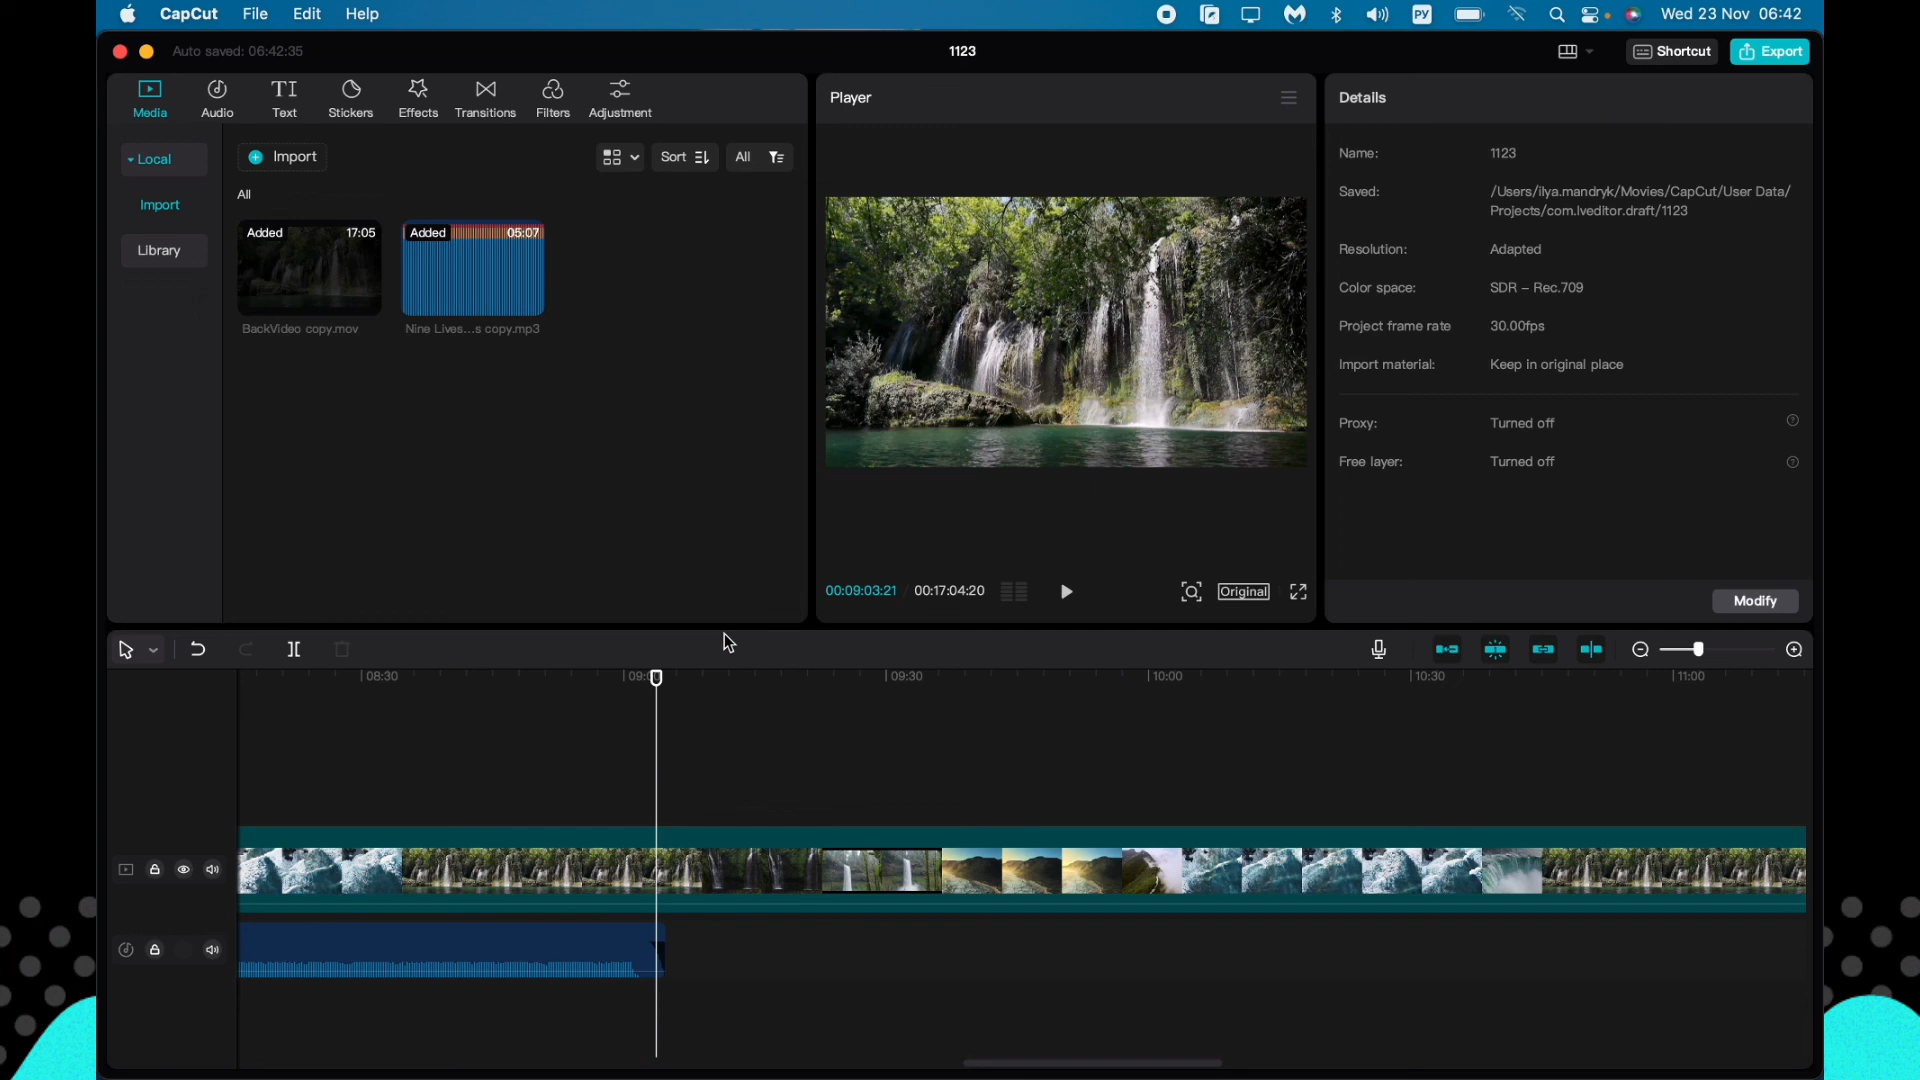 CapCut File Edit Help РУ Wed 23 Nov 06:42
Auto saved: 06:42:35 1123 Shortcut Export
Media Audio Text Stickers Effects Transitions Filters Adjustment
Player
Details
Local
Import
Library
Import Sort All
All
Added 17:05
Added 05:07
BackVideo copy.mov
Nine Lives...s copy.mp3
00:09:03:21 / 00:17:04:20 Original
Name: 1123
Saved: /Users/ilya.mandryk/Movies/CapCut/User Data/
Projects/com.lveditor.draft/1123
Resolution: Adapted
Color space: SDR – Rec.709
Project frame rate 30.00fps
Import material: Keep in original place
Proxy: Turned off
Free layer: Turned off
Modify
08:30 09:00 09:30 10:00 10:30 11:00